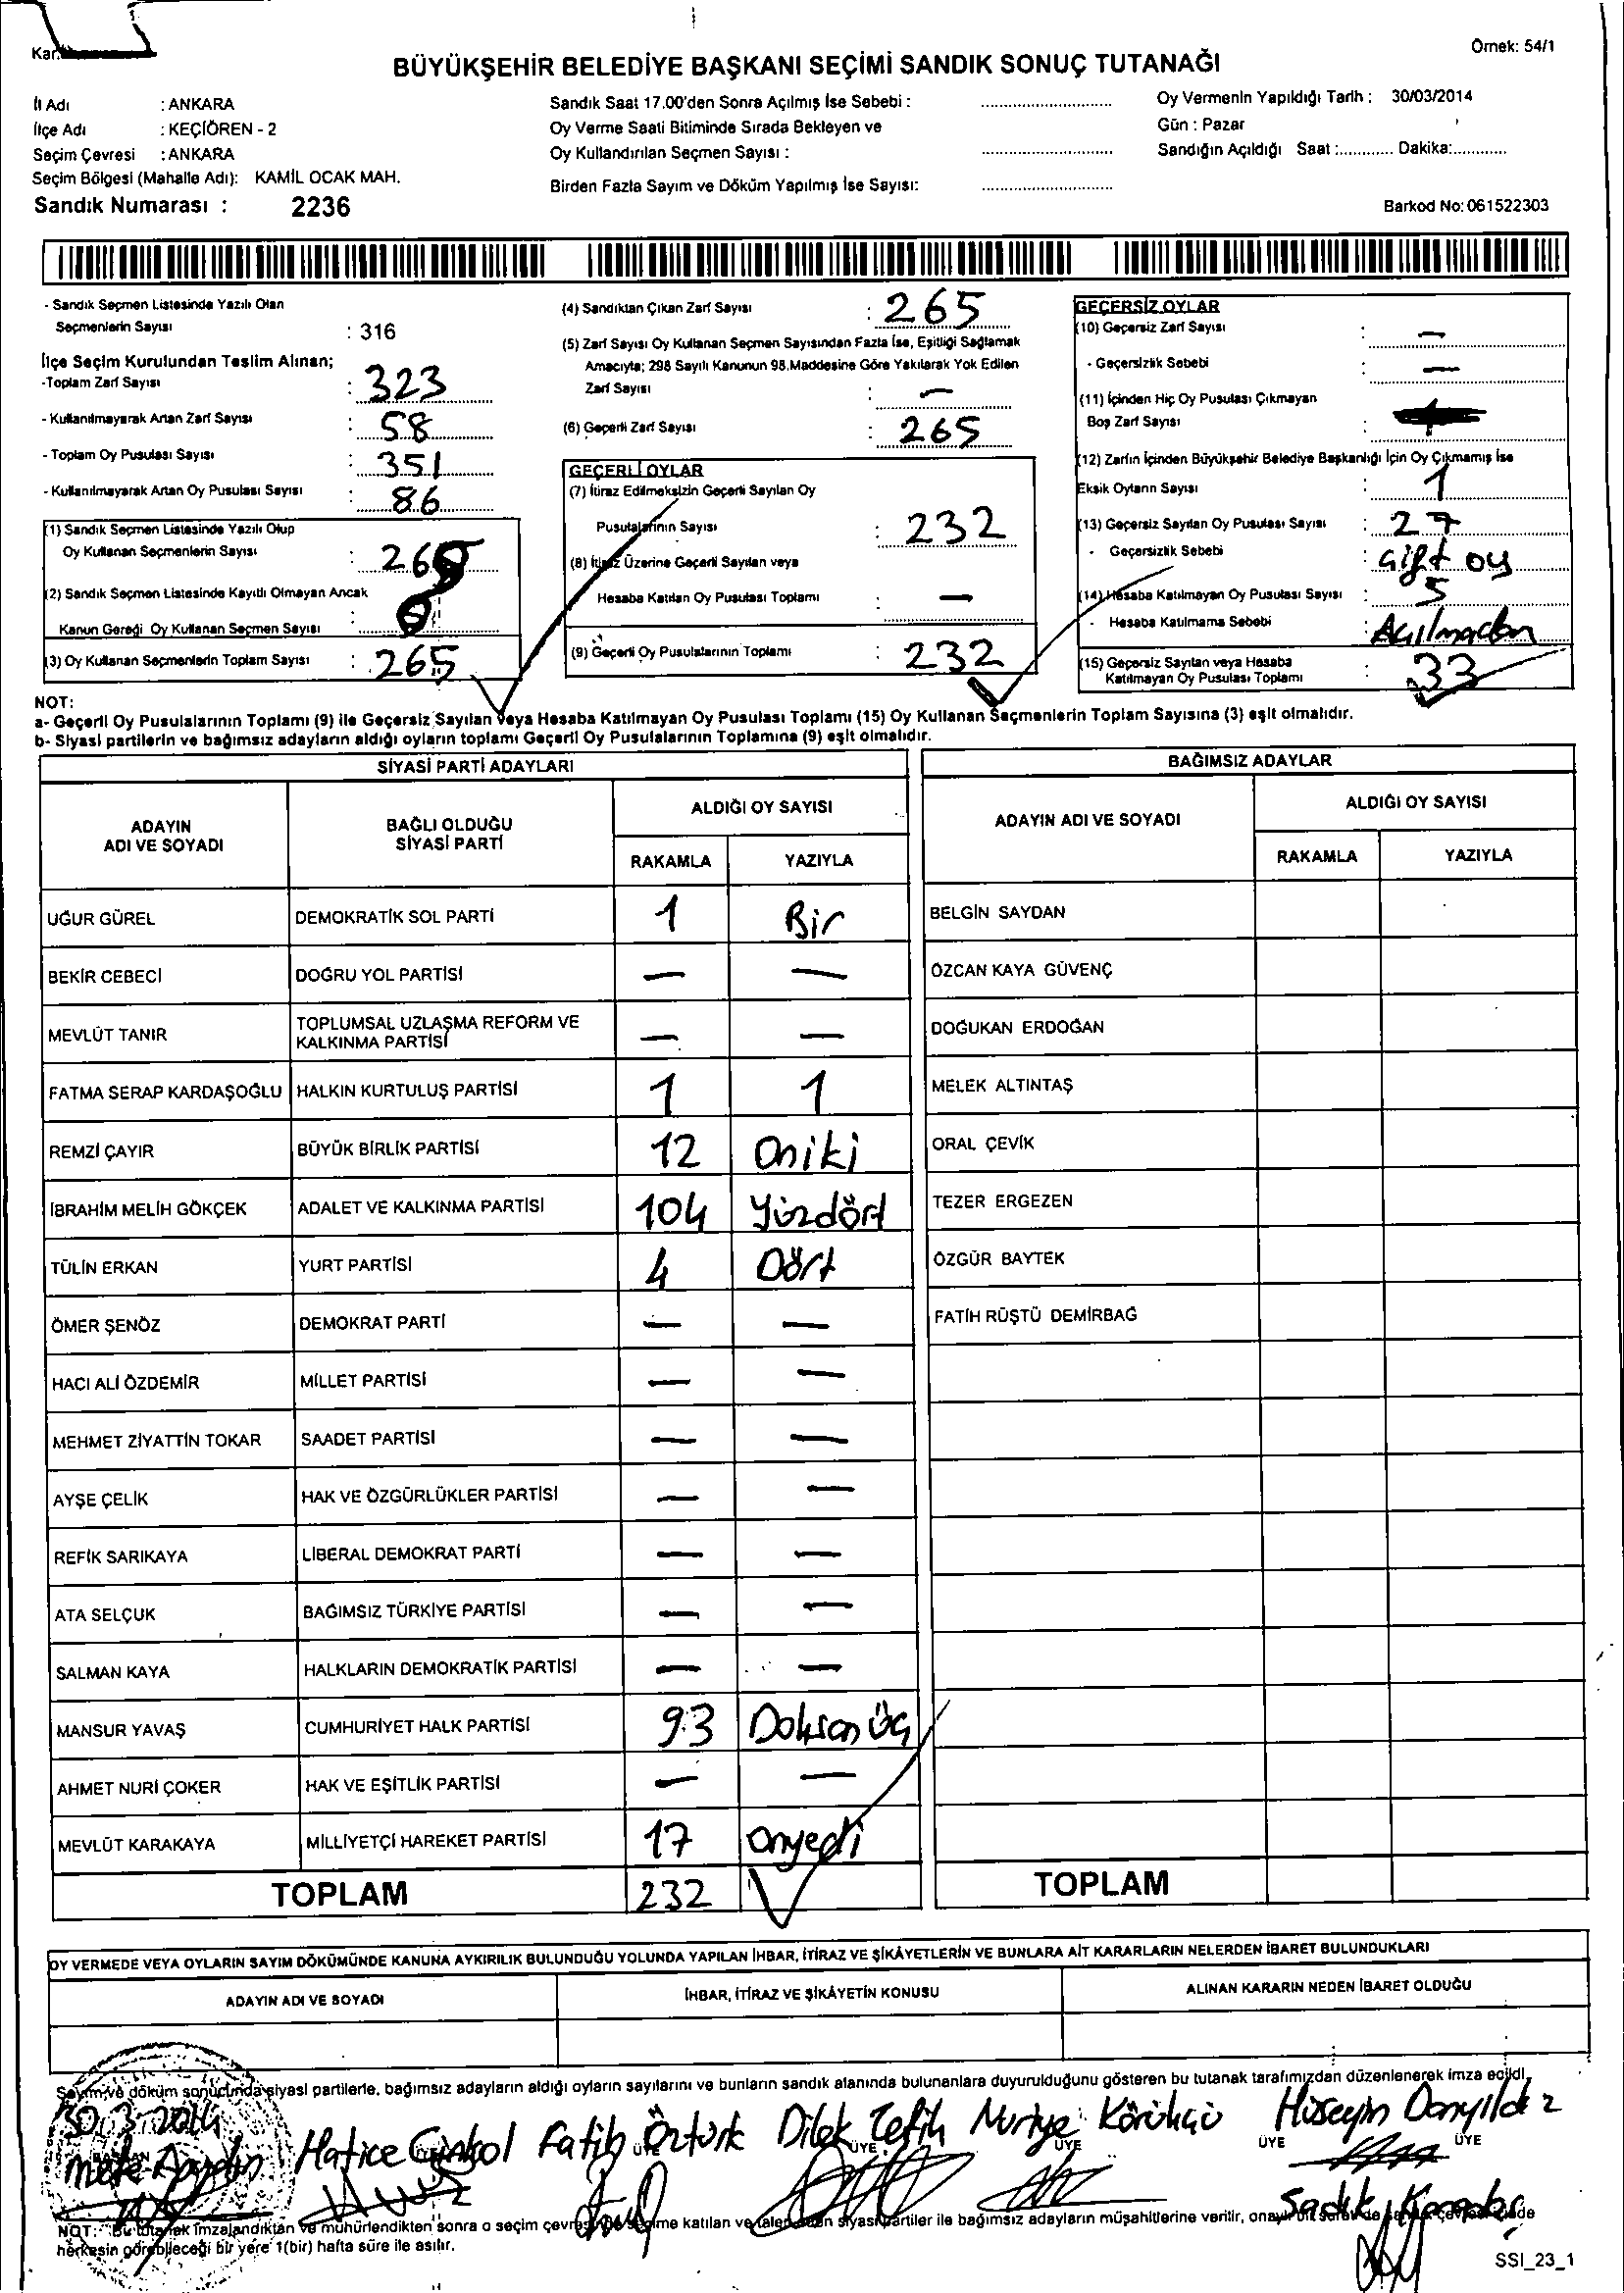 BÜYÜKŞEHİR BELEDİYE BAŞKANI SEÇİMİ SANDIK SONUÇ TUTANAĞI
Örnek: 54/1
İl Adı : ANKARA
İlçe Adı : KEÇİÖREN - 2
Seçim Çevresi : ANKARA
Seçim Bölgesi (Mahalle Adı): KAMİL OCAK MAH.
Sandık Numarası : 2236
Sandık Saat 17.00'den Sonra Açılmış İse Sebebi :
Oy Verme Saati Bitiminde Sırada Bekleyen ve
Oy Kullandırılan Seçmen Sayısı :
Birden Fazla Sayım ve Döküm Yapılmış İse Sayısı:
Oy Vermenin Yapıldığı Tarih : 30/03/2014
Gün : Pazar
Sandığın Açıldığı Saat :............ Dakika:............
Barkod No: 061522303
- Sandık Seçmen Listesinde Yazılı Olan
Seçmenlerin Sayısı : 316
İlçe Seçim Kurulundan Teslim Alınan;
-Toplam Zarf Sayısı : 323
- Kullanılmayarak Artan Zarf Sayısı : 58
- Toplam Oy Pusulası Sayısı : 351
- Kullanılmayarak Artan Oy Pusulası Sayısı : 86
(1) Sandık Seçmen Listesinde Yazılı Olup
Oy Kullanan Seçmenlerin Sayısı : 265
(2) Sandık Seçmen Listesinde Kayıtlı Olmayan Ancak
Kanun Gereği Oy Kullanan Seçmen Sayısı :
(3) Oy Kullanan Seçmenlerin Toplam Sayısı : 265
(4) Sandıktan Çıkan Zarf Sayısı : 265
(5) Zarf Sayısı Oy Kullanan Seçmen Sayısından Fazla İse, Eşitliği Sağlamak
Amacıyla; 298 Sayılı Kanunun 98.Maddesine Göre Yakılarak Yok Edilen
Zarf Sayısı : —
(6) Geçerli Zarf Sayısı : 265
GEÇERLİ OYLAR
(7) İtiraz Edilmeksizin Geçerli Sayılan Oy
Pusulalarının Sayısı : 232
(8) İtiraz Üzerine Geçerli Sayılan veya
Hesaba Katılan Oy Pusulası Toplamı : —
(9) Geçerli Oy Pusulalarının Toplamı : 232
GEÇERSİZ OYLAR
(10) Geçersiz Zarf Sayısı : —
- Geçersizlik Sebebi : —
(11) İçinden Hiç Oy Pusulası Çıkmayan
Boş Zarf Sayısı :
(12) Zarfın İçinden Büyükşehir Belediye Başkanlığı İçin Oy Çıkmamış İse
Eksik Oyların Sayısı : 1
(13) Geçersiz Sayılan Oy Pusulası Sayısı : 27
- Geçersizlik Sebebi : Çift oy
(14) Hesaba Katılmayan Oy Pusulası Sayısı : 5
- Hesaba Katılmama Sebebi : Açılmadan
(15) Geçersiz Sayılan veya Hesaba
Katılmayan Oy Pusulası Toplamı : 33
NOT:
a- Geçerli Oy Pusulalarının Toplamı (9) ile Geçersiz Sayılan veya Hesaba Katılmayan Oy Pusulası Toplamı (15) Oy Kullanan Seçmenlerin Toplam Sayısına (3) eşit olmalıdır.
b- Siyasi partilerin ve bağımsız adayların aldığı oyların toplamı Geçerli Oy Pusulalarının Toplamına (9) eşit olmalıdır.
SİYASİ PARTİ ADAYLARI
ADAYIN ADI VE SOYADI
BAĞLI OLDUĞU SİYASİ PARTİ
ALDIĞI OY SAYISI
RAKAMLA YAZIYLA
UĞUR GÜREL DEMOKRATİK SOL PARTİ 1 Bir
BEKİR CEBECİ DOĞRU YOL PARTİSİ — —
MEVLÜT TANIR TOPLUMSAL UZLAŞMA REFORM VE KALKINMA PARTİSİ — —
FATMA SERAP KARDAŞOĞLU HALKIN KURTULUŞ PARTİSİ 1 1
REMZİ ÇAYIR BÜYÜK BİRLİK PARTİSİ 12 Oniki
İBRAHİM MELİH GÖKÇEK ADALET VE KALKINMA PARTİSİ 104 Yüzdört
TÜLİN ERKAN YURT PARTİSİ 4 Dört
ÖMER ŞENÖZ DEMOKRAT PARTİ — —
HACI ALİ ÖZDEMİR MİLLET PARTİSİ — —
MEHMET ZİYATTİN TOKAR SAADET PARTİSİ — —
AYŞE ÇELİK HAK VE ÖZGÜRLÜKLER PARTİSİ — —
REFİK SARIKAYA LİBERAL DEMOKRAT PARTİ — —
ATA SELÇUK BAĞIMSIZ TÜRKİYE PARTİSİ — —
SALMAN KAYA HALKLARIN DEMOKRATİK PARTİSİ — —
MANSUR YAVAŞ CUMHURİYET HALK PARTİSİ 93 Doksan Üç
AHMET NURİ ÇOKER HAK VE EŞİTLİK PARTİSİ — —
MEVLÜT KARAKAYA MİLLİYETÇİ HAREKET PARTİSİ 17 Onyedi
TOPLAM 232
BAĞIMSIZ ADAYLAR
ADAYIN ADI VE SOYADI
ALDIĞI OY SAYISI
RAKAMLA YAZIYLA
BELGİN SAYDAN
ÖZCAN KAYA GÜVENÇ
DOĞUKAN ERDOĞAN
MELEK ALTINTAŞ
ORAL ÇEVİK
TEZER ERGEZEN
ÖZGÜR BAYTEK
FATİH RÜŞTÜ DEMİRBAĞ
TOPLAM
OY VERMEDE VEYA OYLARIN SAYIM DÖKÜMÜNDE KANUNA AYKIRILIK BULUNDUĞU YOLUNDA YAPILAN İHBAR, İTİRAZ VE ŞİKÂYETLERİN VE BUNLARA AİT KARARLARIN NELERDEN İBARET BULUNDUKLARI
ADAYIN ADI VE SOYADI İHBAR, İTİRAZ VE ŞİKÂYETİN KONUSU ALINAN KARARIN NEDEN İBARET OLDUĞU
Sayım ve döküm sonucunda siyasi partilerle, bağımsız adayların aldığı oyların sayılarını ve bunların sandık alanında bulunanlara duyurulduğunu gösteren bu tutanak tarafımızdan düzenlenerek imza edildi.
30.3.2014
Hatice Fatih Öztürk Dilek Nuriye Körükçü Hüseyin
ÜYE ÜYE ÜYE ÜYE
Sadık
NOT: Bu tutanak imzalandıktan ve mühürlendikten sonra o seçim çevresinde seçime katılan ve talep eden siyasi partiler ile bağımsız adayların müşahitlerine verilir, onaylı bir sureti de sandık çevresinde
herkesin görebileceği bir yere 1(bir) hafta süre ile asılır.
SSI_23_1